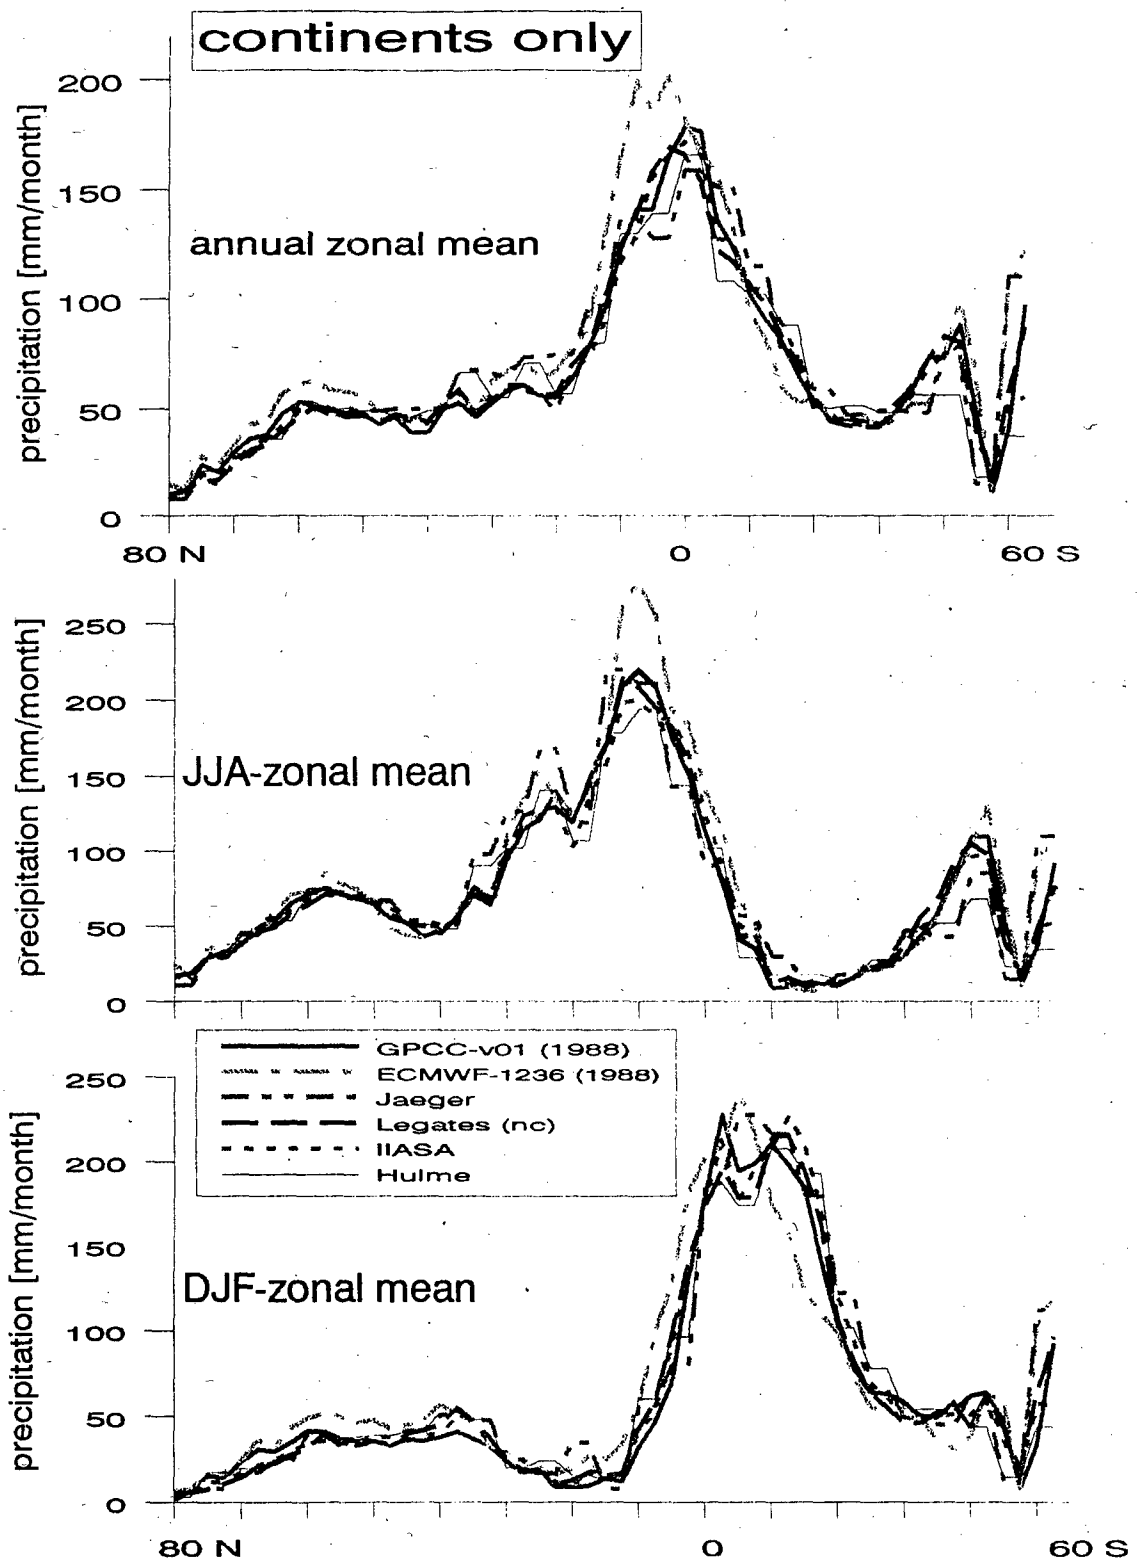 continents only
precipitation [mm/month]
200
150
100
50
0
annual zonal mean
80 N
0
60 S
precipitation [mm/month]
250
200
150
100
50
0
JJA-zonal mean
GPCC-v01 (1988)
ECMWF-1236 (1988)
Jaeger
Legates (nc)
IIASA
Hulme
precipitation [mm/month]
250
200
150
100
50
0
DJF-zonal mean
80 N
0
60 S